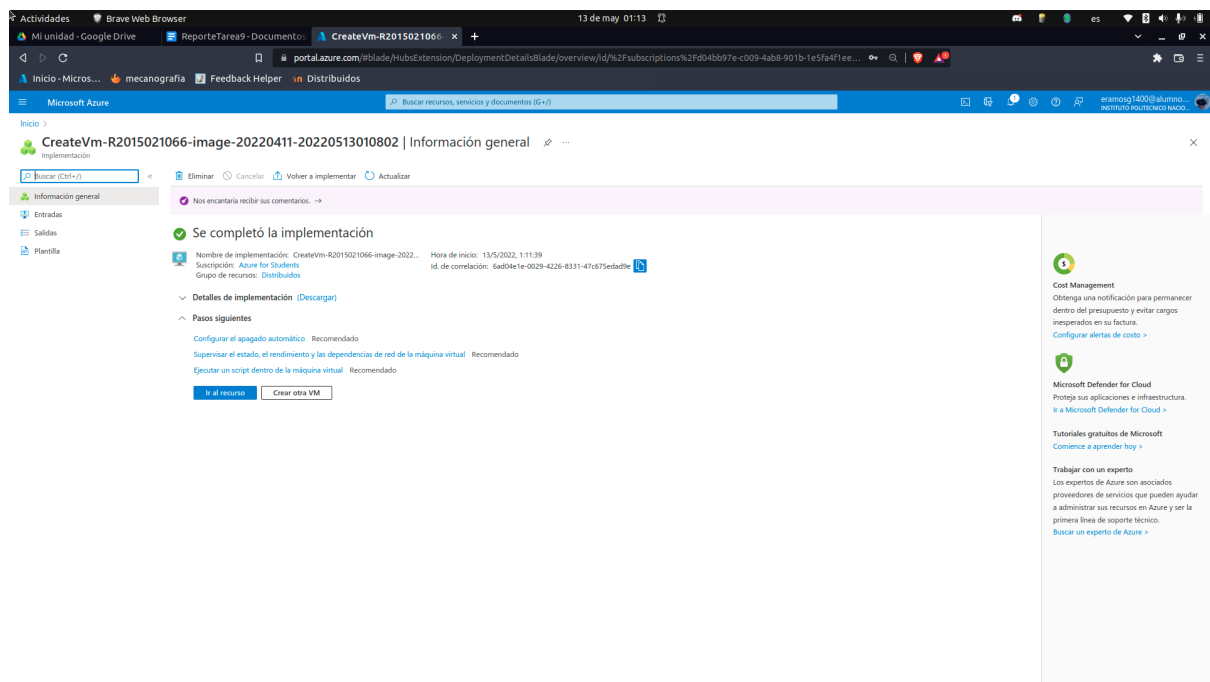 Actividades Brave Web Browser 13 de may 01:13 es
Mi unidad - Google Drive ReporteTarea9 - Documentos CreateVm-R2015021066- × +
portal.azure.com/#blade/HubsExtension/DeploymentDetailsBlade/overview/id/%2Fsubscriptions%2Fd04bb97e-c009-4ab8-901b-1e5fa4f1ee...
Inicio - Micros... mecanografia Feedback Helper Distribuidos
Microsoft Azure Buscar recursos, servicios y documentos (G+/) 1 eramosg1400@alumno...
INSTITUTO POLITECNICO NACIO...
Inicio >
CreateVm-R2015021066-image-20220411-20220513010802 | Información general ...
Implementación
Buscar (Ctrl+/) « Eliminar Cancelar Volver a implementar Actualizar
Información general
Entradas
Salidas
Plantilla
Nos encantaría recibir sus comentarios. →
Se completó la implementación
Nombre de implementación: CreateVm-R2015021066-image-2022... Hora de inicio: 13/5/2022, 1:11:39
Suscripción: Azure for Students Id. de correlación: 6ad04e1e-0029-4226-8331-47c675edad9e
Grupo de recursos: Distribuidos
Detalles de implementación (Descargar)
Pasos siguientes
Configurar el apagado automático Recomendado
Supervisar el estado, el rendimiento y las dependencias de red de la máquina virtual Recomendado
Ejecutar un script dentro de la máquina virtual Recomendado
Ir al recurso Crear otra VM
Cost Management
Obtenga una notificación para permanecer
dentro del presupuesto y evitar cargos
inesperados en su factura.
Configurar alertas de costo >
Microsoft Defender for Cloud
Proteja sus aplicaciones e infraestructura.
Ir a Microsoft Defender for Cloud >
Tutoriales gratuitos de Microsoft
Comience a aprender hoy >
Trabajar con un experto
Los expertos de Azure son asociados
proveedores de servicios que pueden ayudar
a administrar sus recursos en Azure y ser la
primera línea de soporte técnico.
Buscar un experto de Azure >